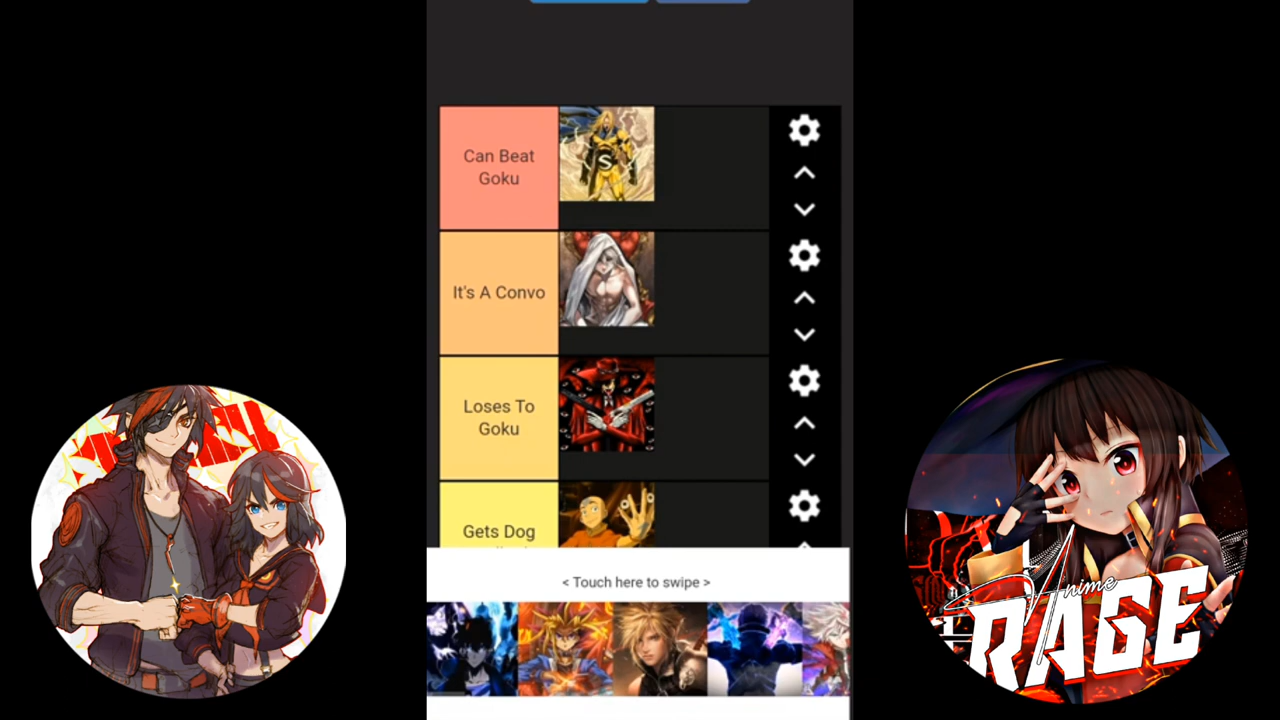 Can Beat
Goku
S
It's A Convo
Loses To
Goku
Gets Dog
< Touch here to swipe >
Anime
RAGE